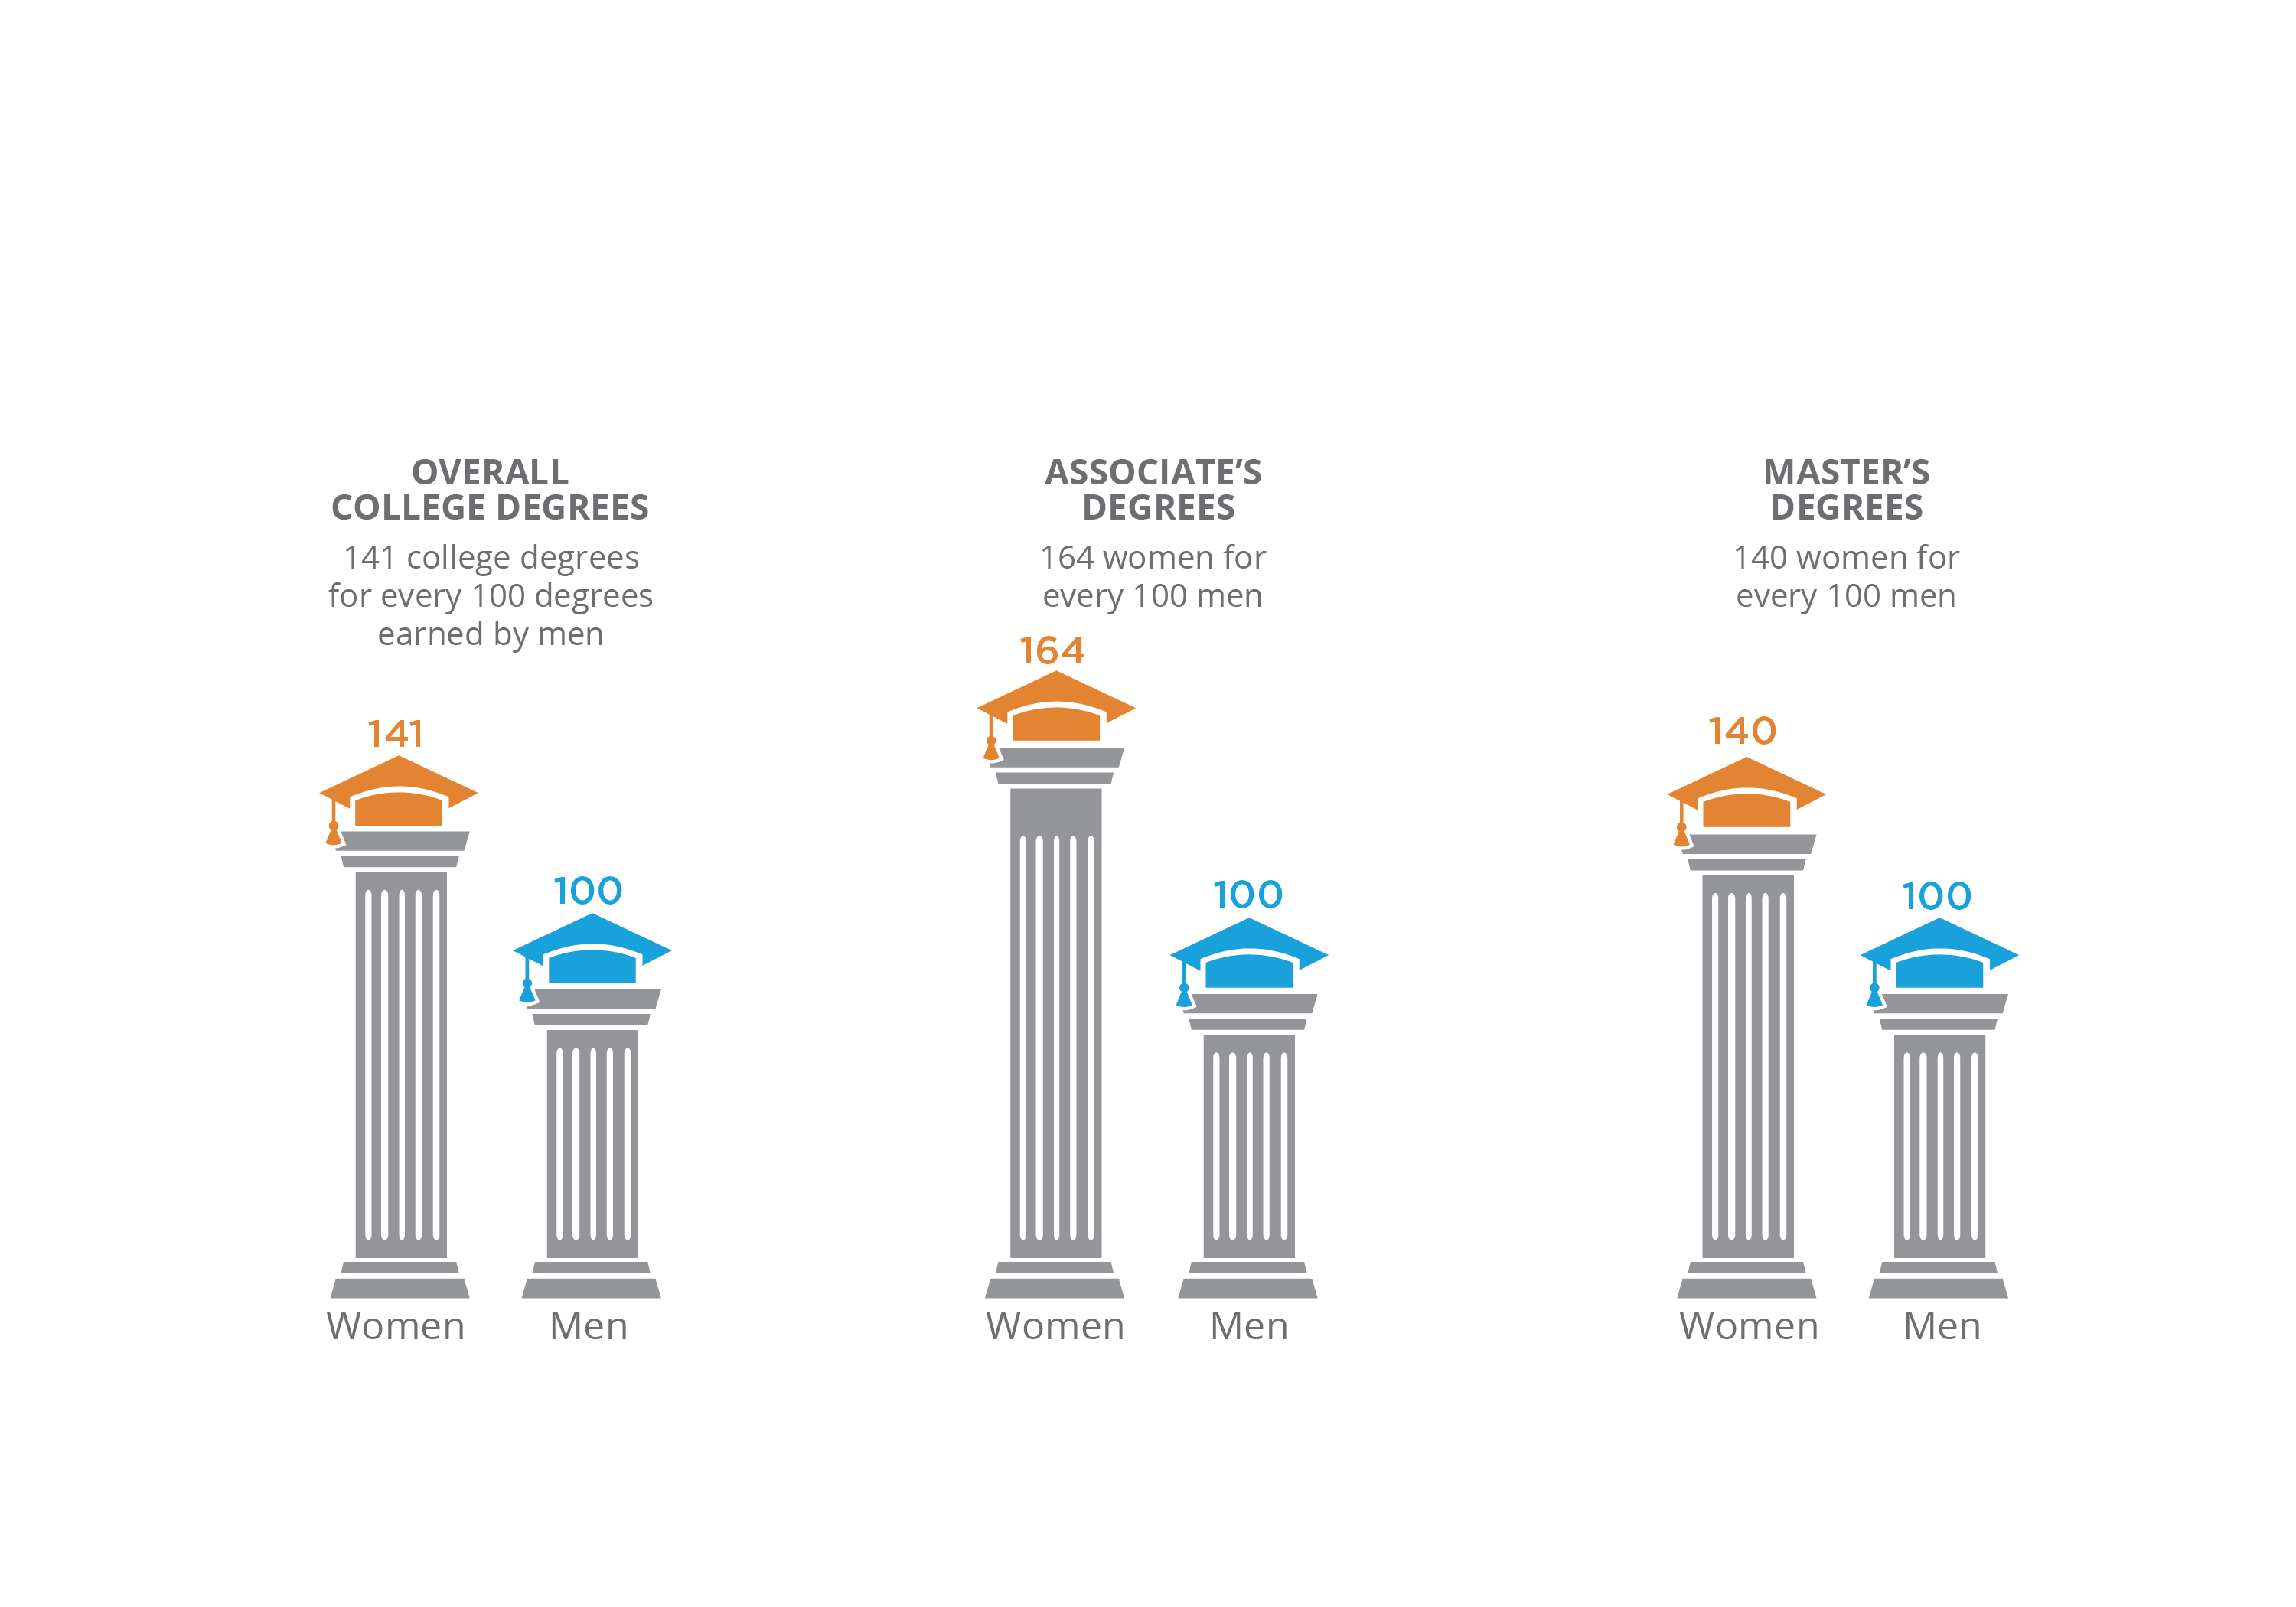 OVERALL
COLLEGE DEGREES
141 college degrees
for every 100 degrees
earned by men
141
100
Women
Men
ASSOCIATE’S
DEGREES
164 women for
every 100 men
164
100
Women
Men
MASTER’S
DEGREES
140 women for
every 100 men
140
100
Women
Men